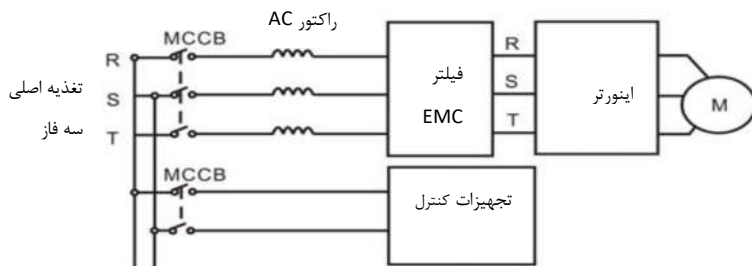 راکتور AC
MCCB
R
S
T
تغذیه اصلی
سه فاز
فیلتر
EMC
R
S
T
اینورتر
M
MCCB
تجهیزات کنترل